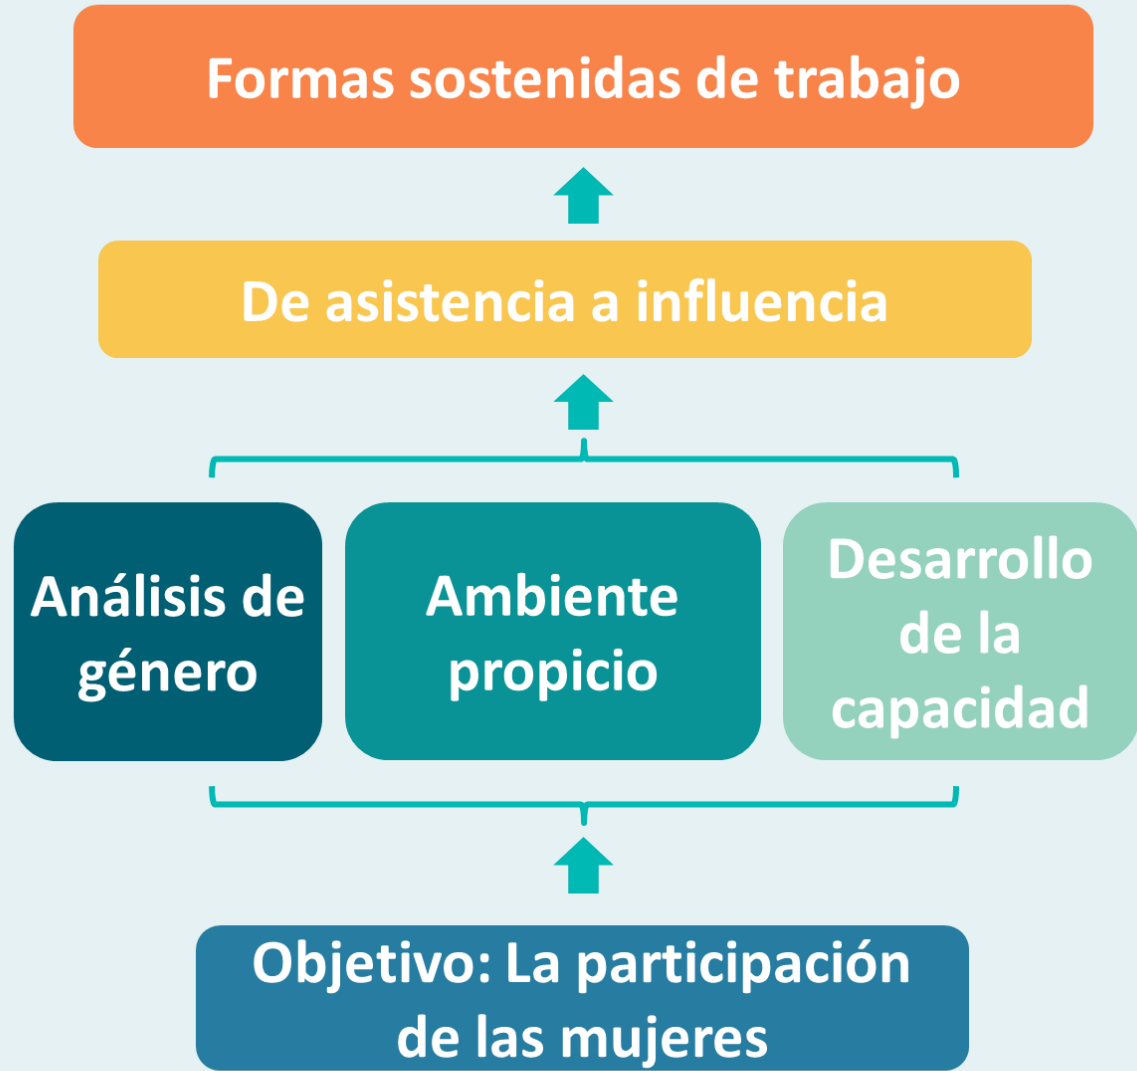 Formas sostenidas de trabajo
De asistencia a influencia
Análisis de
género
Ambiente
propicio
Desarrollo
de la
capacidad
Objetivo: La participación
de las mujeres